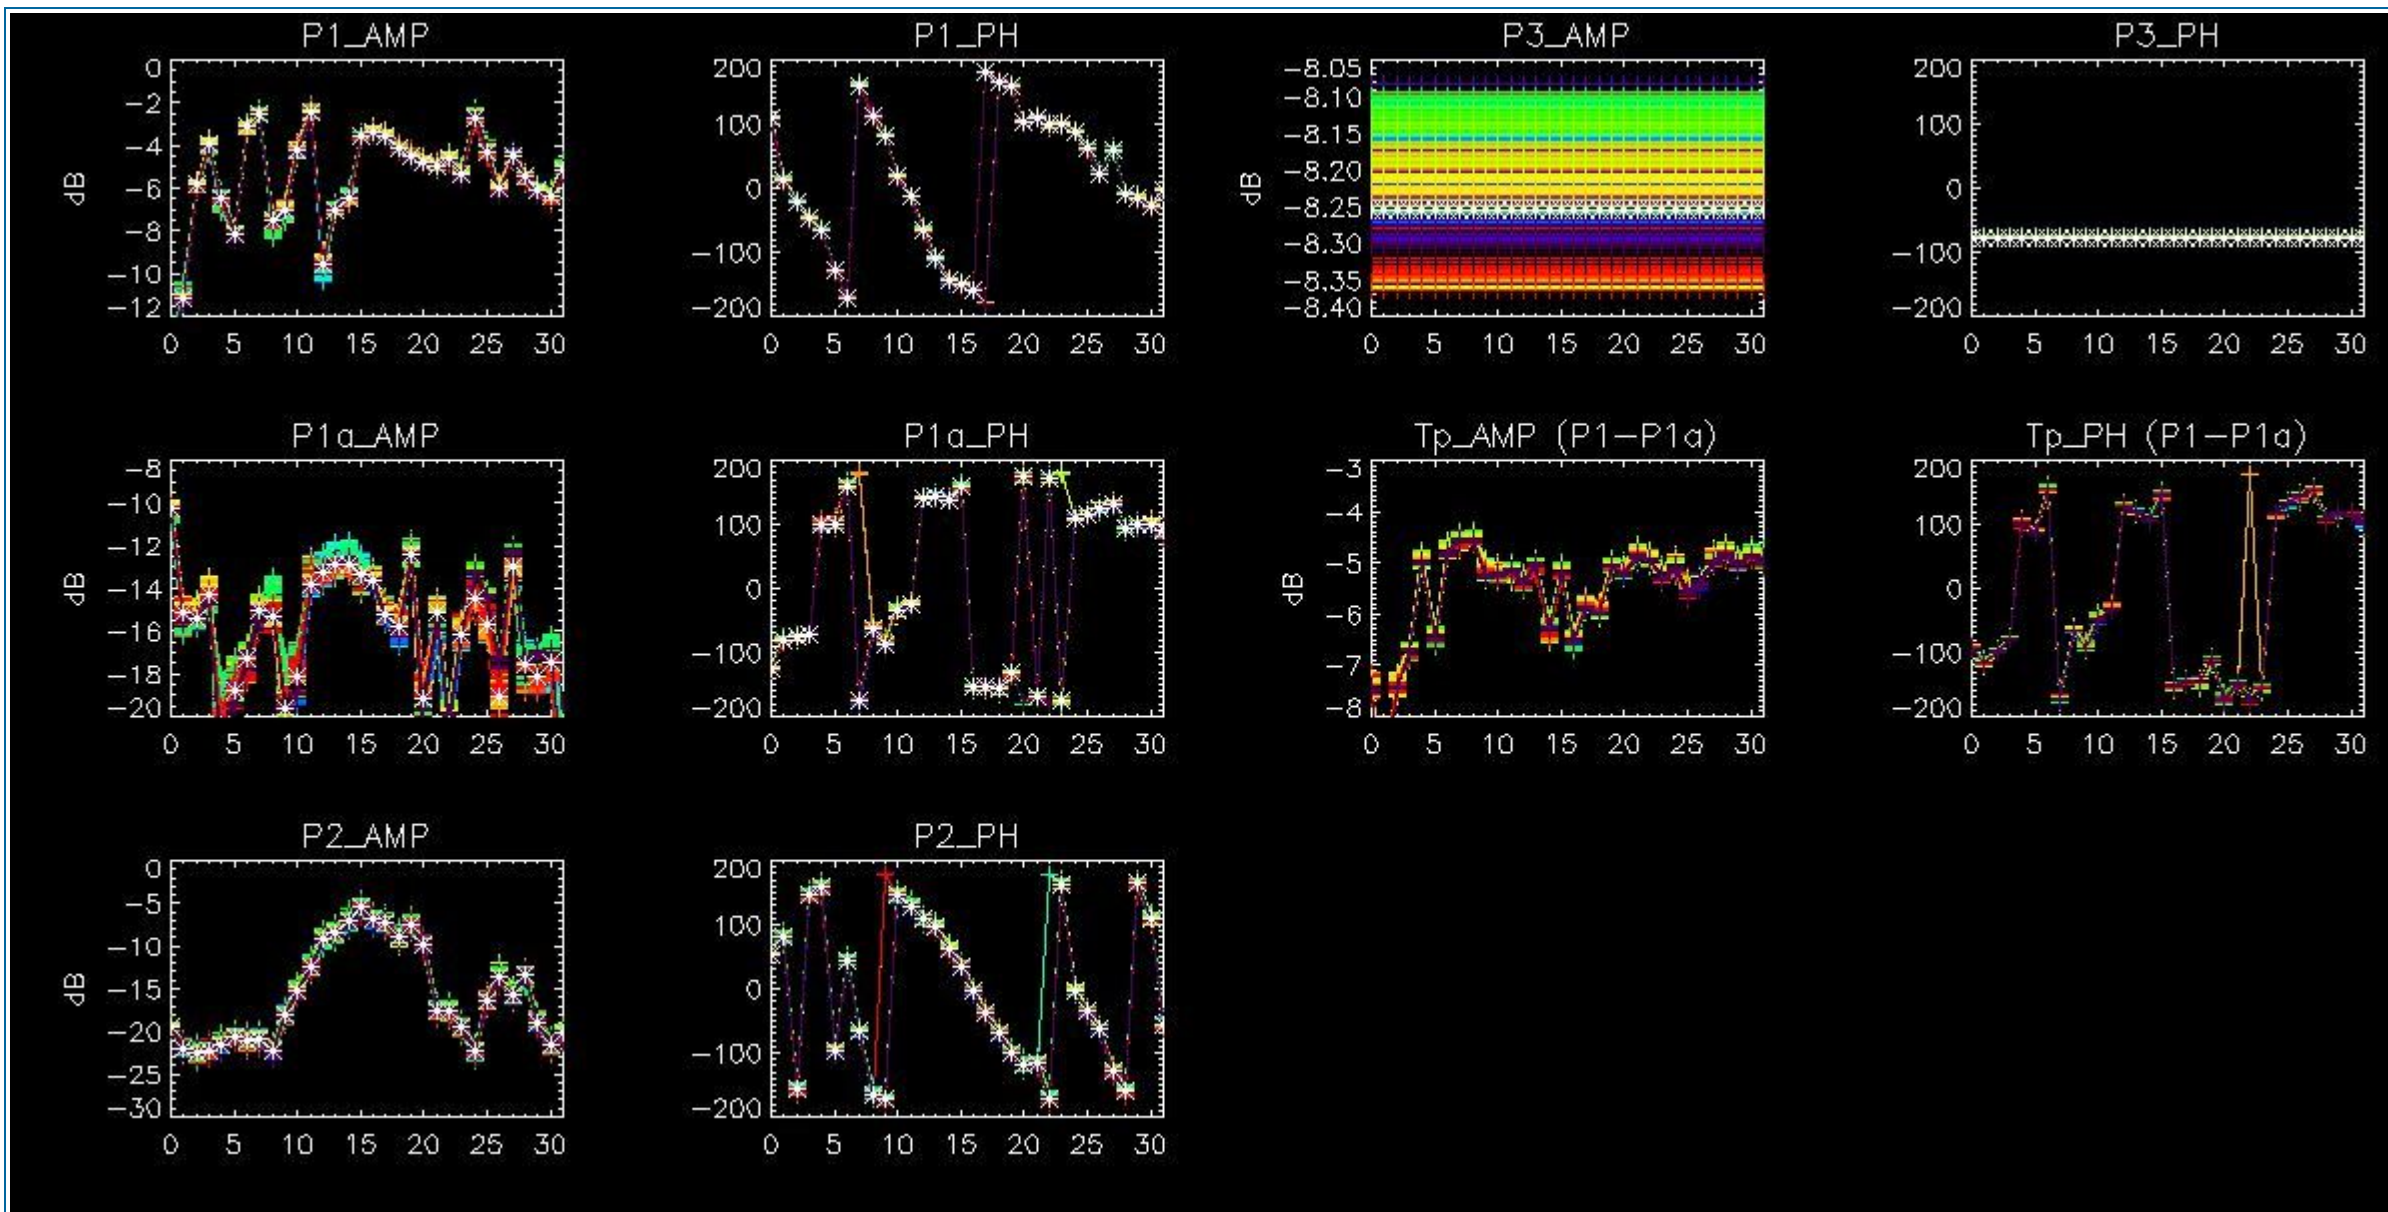 P1_AMP P1_PH P3_AMP P3_PH
0 200 -8.05 200
-2 100 -8.10 100
-4 0 -8.15 0
-6 -100 -8.20 -100
-8 -200 -8.25 -200
-10 -8.30
-12 -8.35
-8.40
dB dB
0 5 10 15 20 25 30 0 5 10 15 20 25 30 0 5 10 15 20 25 30 0 5 10 15 20 25 30
P1a_AMP P1a_PH Tp_AMP (P1-P1a) Tp_PH (P1-P1a)
-8 200 -3 200
-10 100 -4 100
-12 0 -5 0
-14 -100 -6 -100
-16 -200 -7 -200
-18 -8
-20
dB dB
0 5 10 15 20 25 30 0 5 10 15 20 25 30 0 5 10 15 20 25 30 0 5 10 15 20 25 30
P2_AMP P2_PH
0 200
-5 100
-10 0
-15 -100
-20 -200
-25
-30
dB
0 5 10 15 20 25 30 0 5 10 15 20 25 30